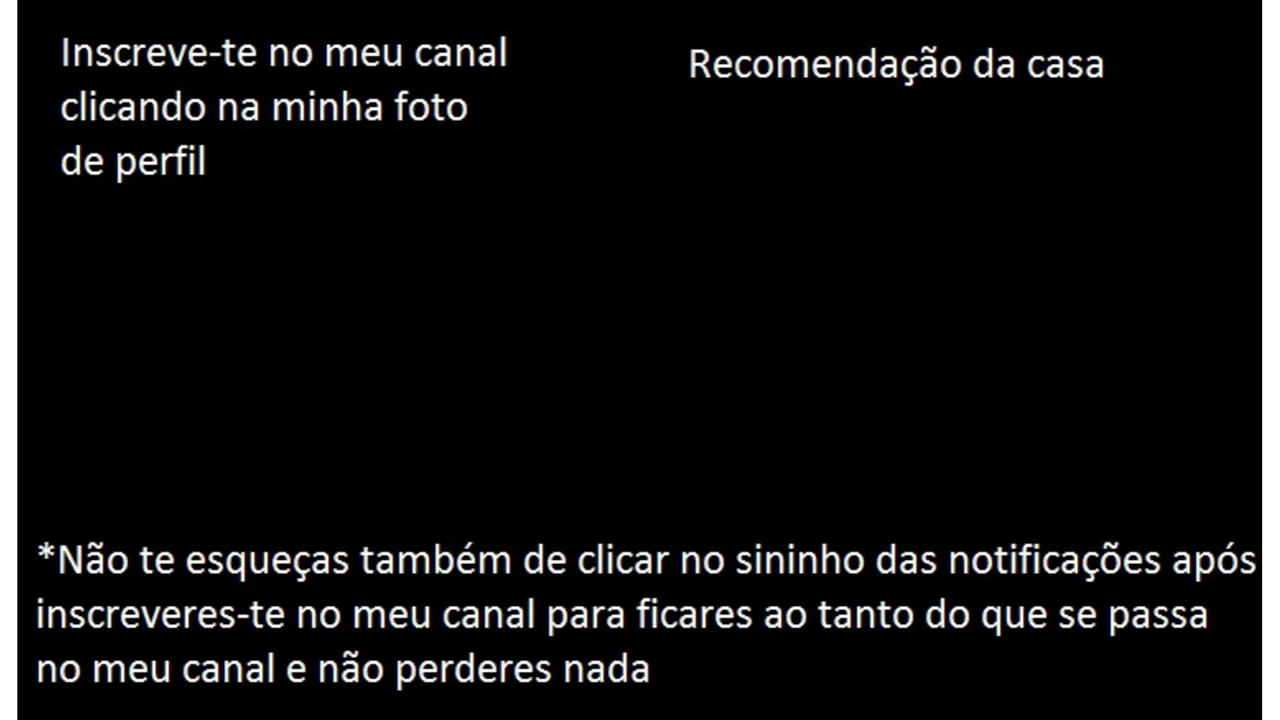 Inscreve-te no meu canal
clicando na minha foto
de perfil
Recomendação da casa
*Não te esqueças também de clicar no sininho das notificações após
inscreveres-te no meu canal para ficares ao tanto do que se passa
no meu canal e não perderes nada